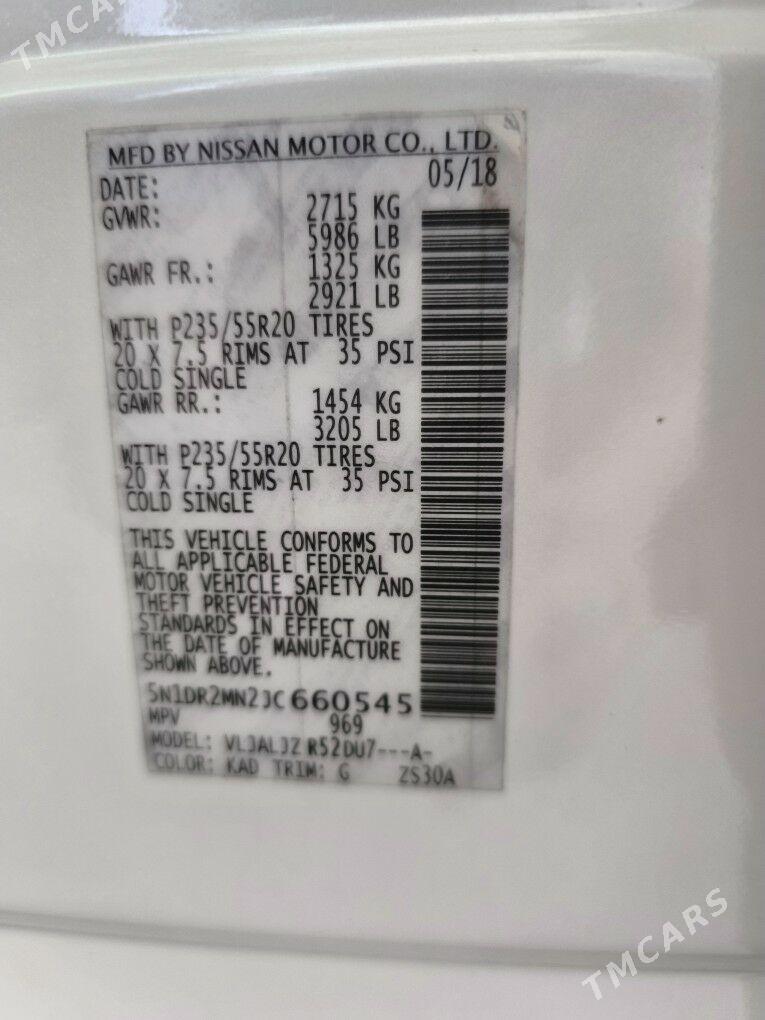 TMCARS
MFD BY NISSAN MOTOR CO., LTD.
DATE: 05/18
GVWR: 2715 KG
5986 LB
GAWR FR.: 1325 KG
2921 LB
WITH P235/55R20 TIRES
20 X 7.5 RIMS AT 35 PSI
COLD SINGLE
GAWR RR.: 1454 KG
3205 LB
WITH P235/55R20 TIRES
20 X 7.5 RIMS AT 35 PSI
COLD SINGLE
THIS VEHICLE CONFORMS TO
ALL APPLICABLE FEDERAL
MOTOR VEHICLE SAFETY AND
THEFT PREVENTION
STANDARDS IN EFFECT ON
THE DATE OF MANUFACTURE
SHOWN ABOVE.
5N1DR2MN2JC660545
MPV 969
MODEL: VL3AL3Z R52DU7---A-
COLOR: KAD TRIM: G ZS30A
TMCARS